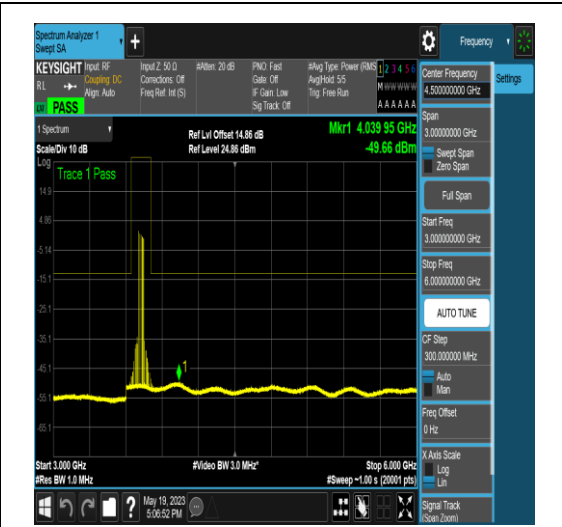 Spectrum Analyzer 1
Swept SA
+
Frequency
KEYSIGHT
RL
PASS
Input: RF
Coupling: DC
Align: Auto
Input Z: 50 Ω
Corrections: Off
Freq Ref: Int (S)
#Atten: 20 dB
PNO: Fast
Gate: Off
IF Gain: Low
Sig Track: Off
#Avg Type: Power (RMS
Avg|Hold: 5/5
Trig: Free Run
1 2 3 4 5 6
M W W W W W
A A A A A A
Center Frequency
4.500000000 GHz
Settings
Span
3.00000000 GHz
Swept Span
Zero Span
Full Span
Start Freq
3.000000000 GHz
Stop Freq
6.000000000 GHz
AUTO TUNE
CF Step
300.000000 MHz
Auto
Man
Freq Offset
0 Hz
X Axis Scale
Log
Lin
Signal Track
(Span Zoom)
1 Spectrum
Scale/Div 10 dB
Ref Lvl Offset 14.86 dB
Ref Level 24.86 dBm
Mkr1 4.039 95 GHz
-49.66 dBm
Log
Trace 1 Pass
14.9
4.86
-5.14
-15.1
-25.1
-35.1
-45.1
-55.1
-65.1
1
Start 3.000 GHz
#Res BW 1.0 MHz
#Video BW 3.0 MHz*
Stop 6.000 GHz
#Sweep ~1.00 s (20001 pts)
?
May 19, 2023
5:06:52 PM